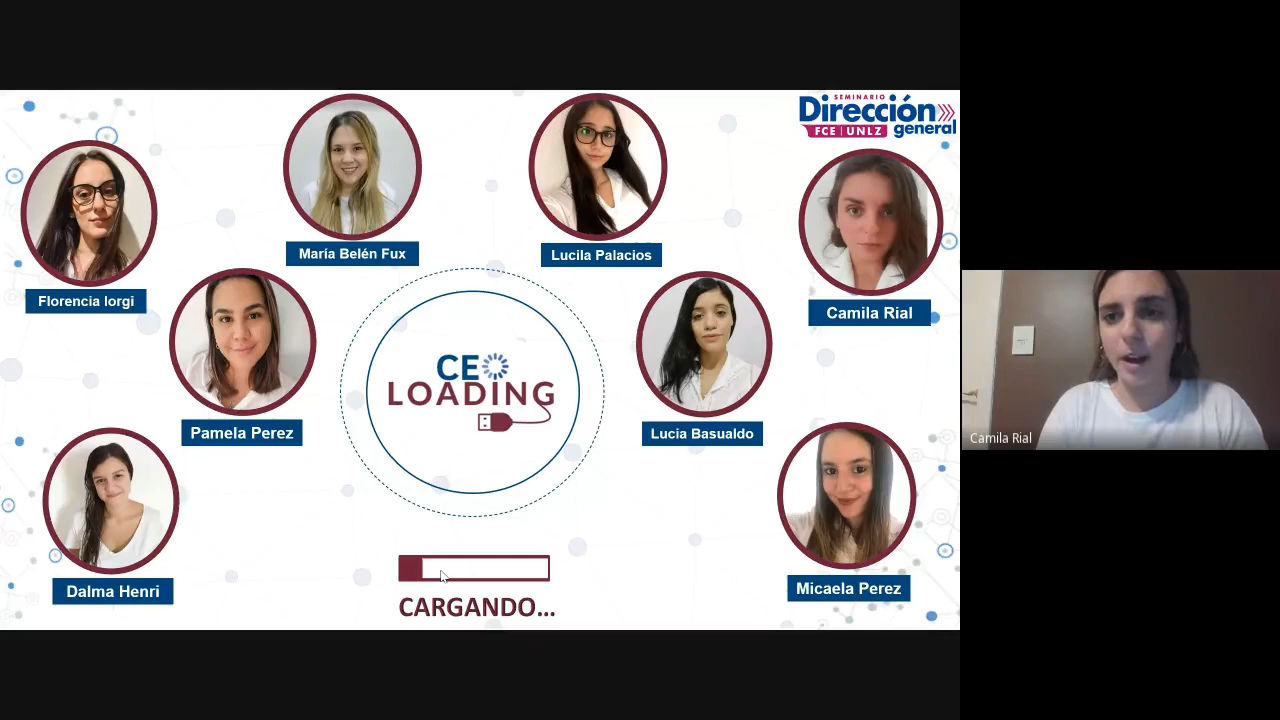 SEMINARIO
Dirección
FCE | UNLZ general
María Belén Fux
Lucila Palacios
Florencia Iorgi
Camila Rial
CEO
LOADING
Pamela Perez
Lucia Basualdo
Camila Rial
Dalma Henri
Micaela Perez
CARGANDO...